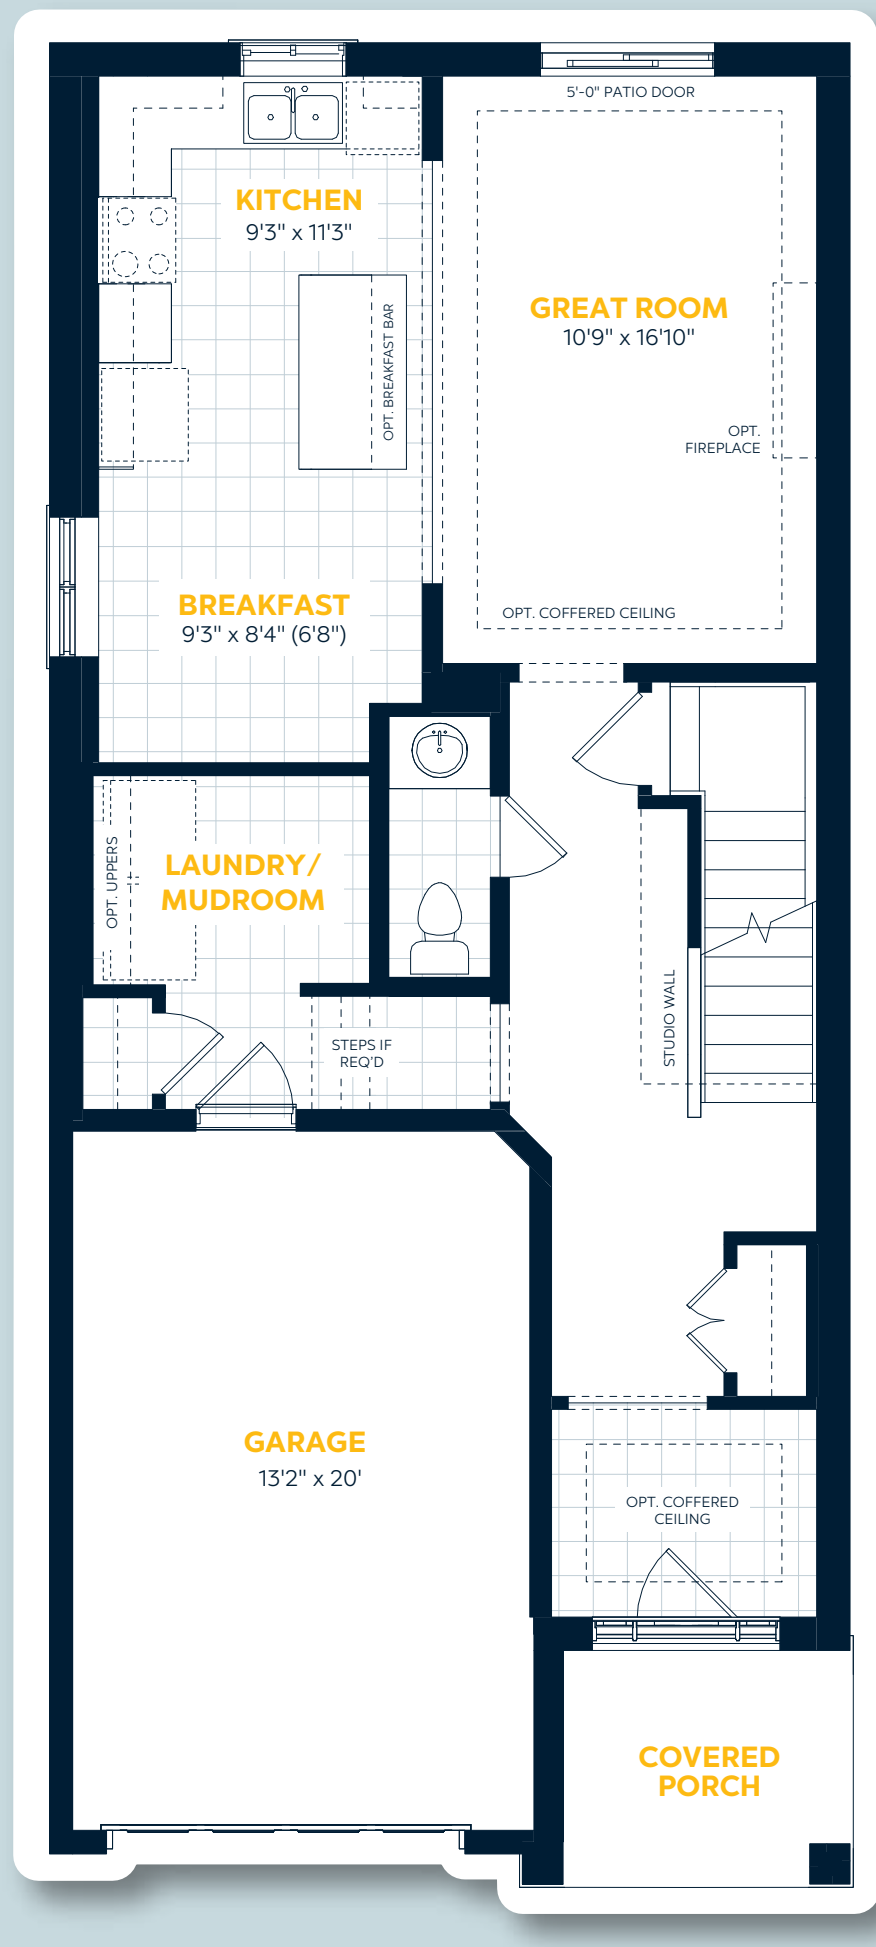 5'-0" PATIO DOOR
KITCHEN
9'3" x 11'3"
GREAT ROOM
10'9" x 16'10"
OPT. BREAKFAST BAR
OPT.
FIREPLACE
BREAKFAST
9'3" x 8'4" (6'8")
OPT. COFFERED CEILING
OPT. UPPERS
LAUNDRY/
MUDROOM
STUDIO WALL
STEPS IF
REQ'D
GARAGE
13'2" x 20'
OPT. COFFERED
CEILING
COVERED
PORCH